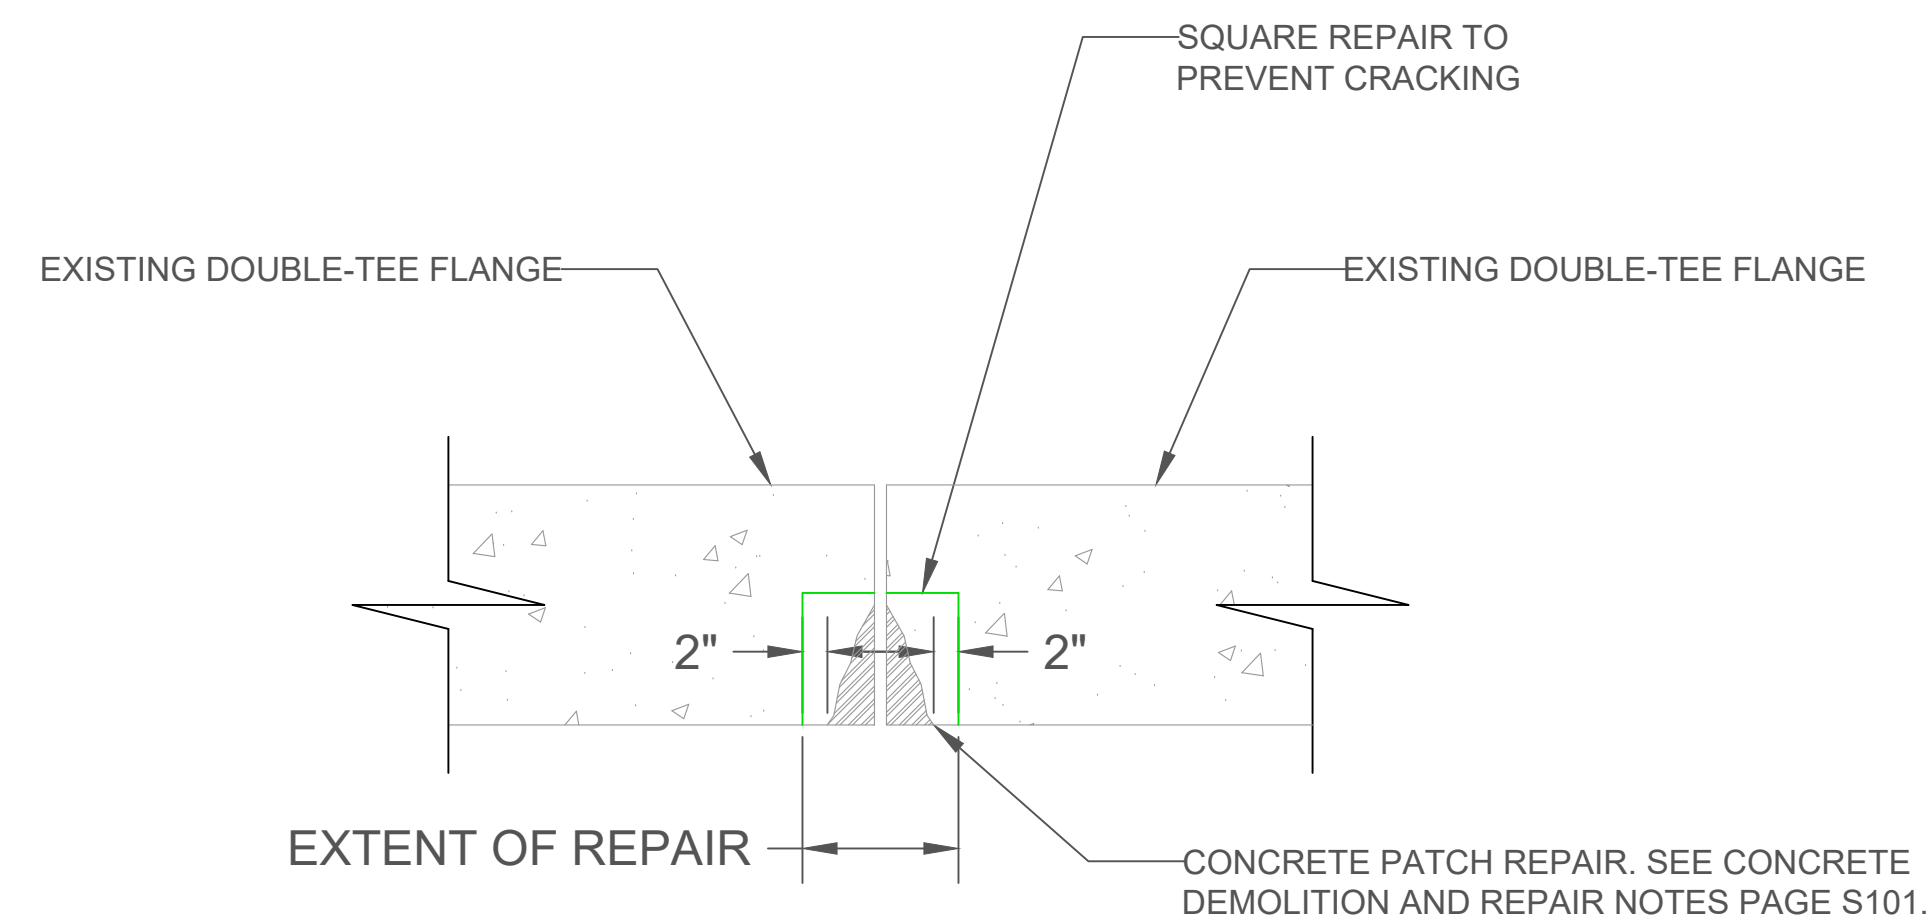 SQUARE REPAIR TO
PREVENT CRACKING
EXISTING DOUBLE-TEE FLANGE
EXISTING DOUBLE-TEE FLANGE
2"
2"
EXTENT OF REPAIR
CONCRETE PATCH REPAIR. SEE CONCRETE
DEMOLITION AND REPAIR NOTES PAGE S101